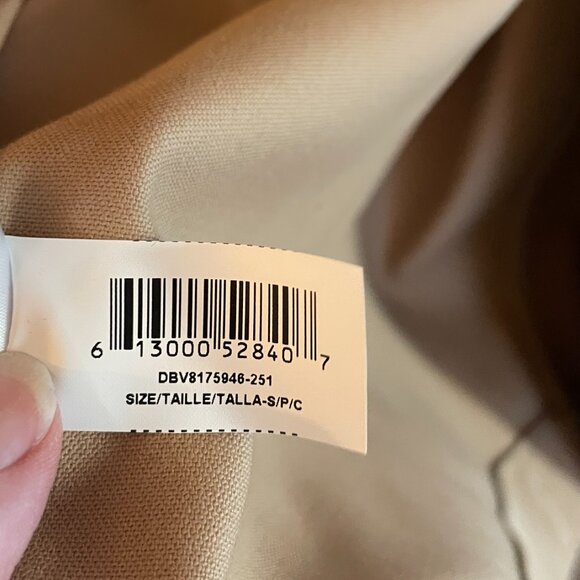 6 13000 52840 7
DBV8175946-251
SIZE/TAILLE/TALLA-S/P/C